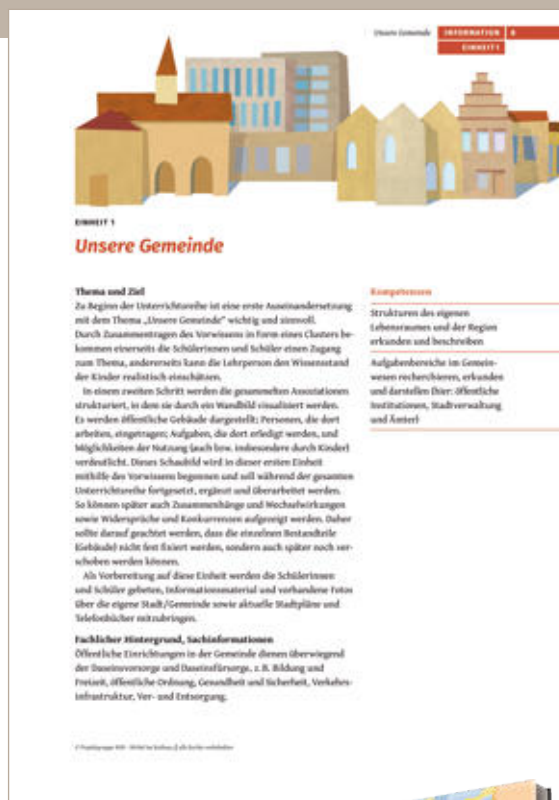 Unsere Gemeinde
INFORMATION
EINHEIT 1
EINHEIT 1
Unsere Gemeinde
Thema und Ziel
Zu Beginn der Unterrichtsreihe ist eine erste Auseinandersetzung
mit dem Thema „Unsere Gemeinde“ wichtig und sinnvoll.
Durch Zusammentragen des Vorwissens in Form eines Clusters be-
kommen einerseits die Schülerinnen und Schüler einen Zugang
zum Thema, andererseits kann die Lehrperson den Wissensstand
der Kinder realistisch einschätzen.
In einem zweiten Schritt werden die gesammelten Assoziationen
strukturiert, in dem sie durch ein Wandbild visualisiert werden.
Es werden öffentliche Gebäude dargestellt; Personen, die dort
arbeiten, eingetragen; Aufgaben, die dort erledigt werden, und
Möglichkeiten der Nutzung (auch bzw. insbesondere durch Kinder)
verdeutlicht. Dieses Schaubild wird in dieser ersten Einheit
mithilfe des Vorwissens begonnen und soll während der gesamten
Unterrichtsreihe fortgesetzt, ergänzt und überarbeitet werden.
So können später auch Zusammenhänge und Wechselwirkungen
sowie Widersprüche und Konkurrenzen aufgezeigt werden. Daher
sollte darauf geachtet werden, dass die einzelnen Bestandteile
(Gebäude) nicht fest fixiert werden, sondern auch später noch ver-
schoben werden können.
Als Vorbereitung auf diese Einheit werden die Schülerinnen
und Schüler gebeten, Informationsmaterial und vorhandene Fotos
über die eigene Stadt/Gemeinde sowie aktuelle Stadtpläne und
Telefonbücher mitzubringen.
Fachlicher Hintergrund, Sachinformationen
Öffentliche Einrichtungen in der Gemeinde dienen überwiegend
der Daseinsvorsorge und Daseinsfürsorge, z. B. Bildung und
Freizeit, öffentliche Ordnung, Gesundheit und Sicherheit, Verkehrs-
infrastruktur, Ver- und Entsorgung.
Kompetenzen
Strukturen des eigenen
Lebensraumes und der Region
erkunden und beschreiben
Aufgabenbereiche im Gemein-
wesen recherchieren, erkunden
und darstellen (hier: öffentliche
Institutionen, Stadtverwaltung
und Ämter)